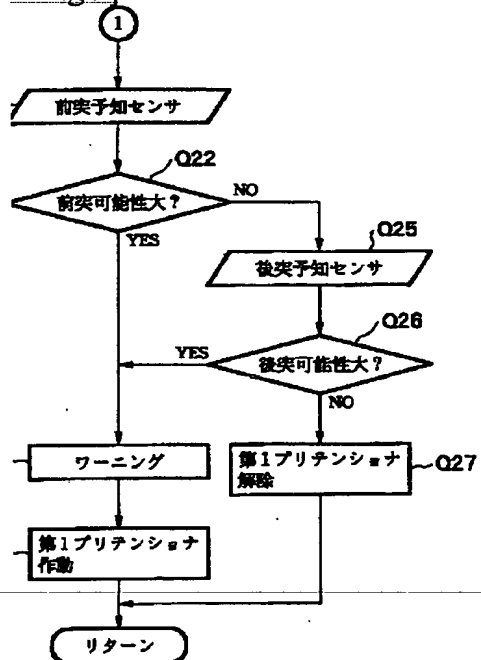 1
前突予知センサ
Q22
前突可能性大?
NO
YES
Q25
後突予知センサ
Q26
YES
後突可能性大?
NO
ワーニング
第1プリテンショナ
解除
Q27
第1プリテンショナ
作動
リターン